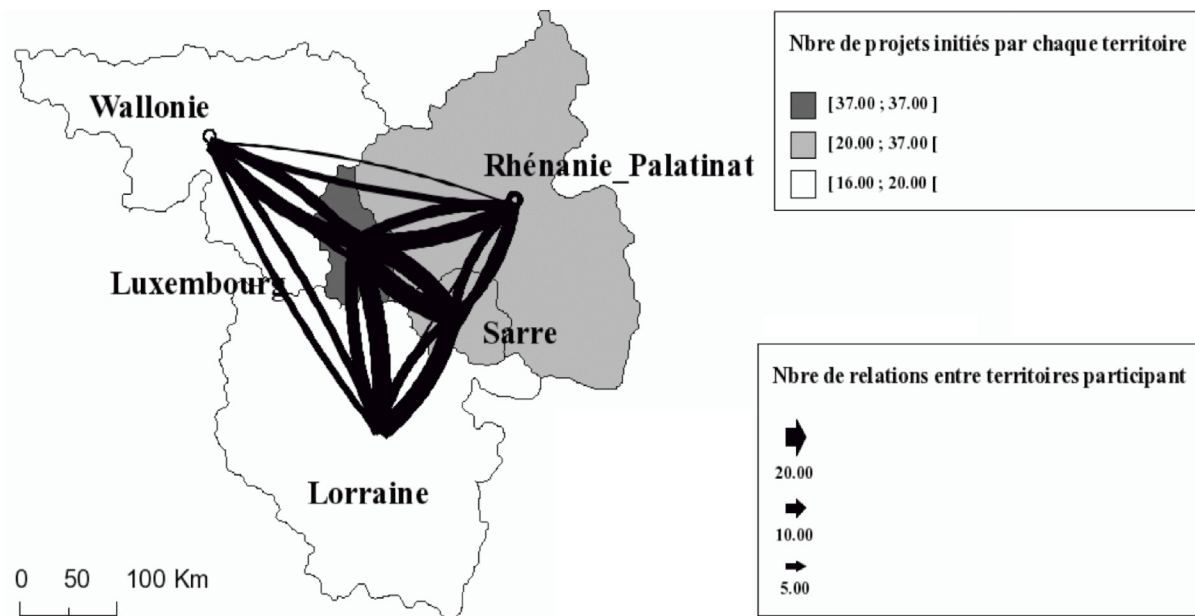 Wallonie
Rhénanie_Palatinat
Luxembourg
Sarre
Lorraine
0 50 100 Km
Nbre de projets initiés par chaque territoire
[37.00 ; 37.00 ]
[20.00 ; 37.00 [
[16.00 ; 20.00 [
Nbre de relations entre territoires participant
20.00
10.00
5.00